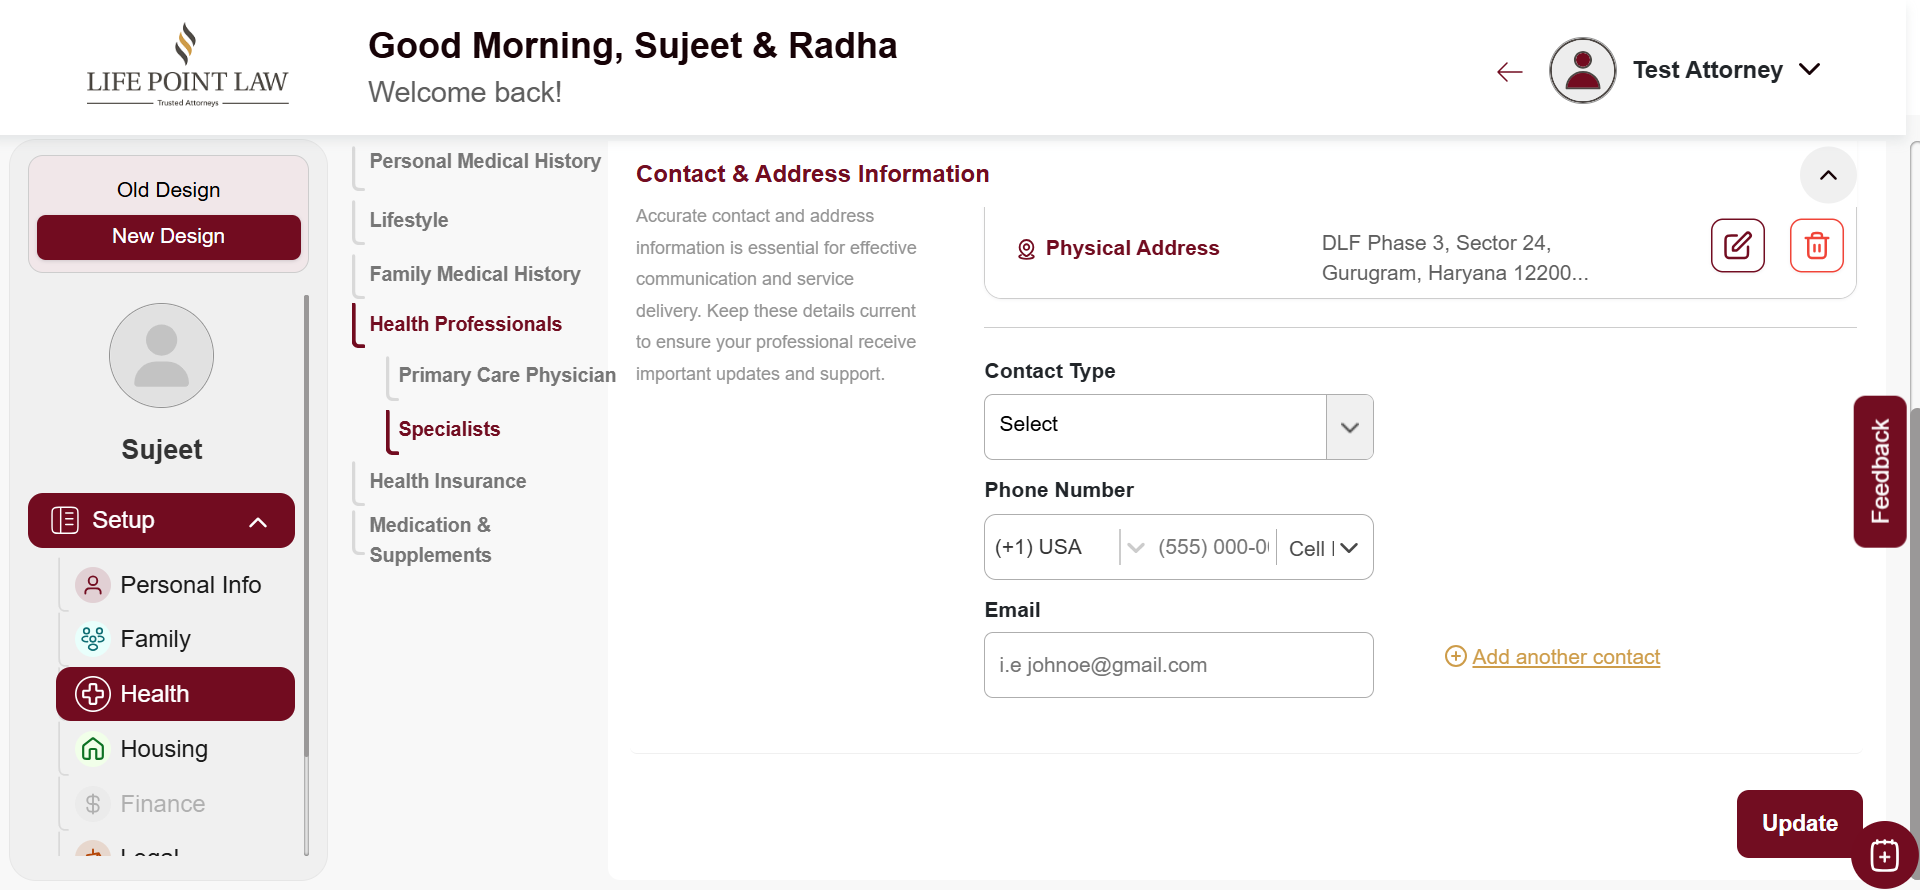 LIFE POINT LAW
Trusted Attorneys
Good Morning, Sujeet & Radha
Welcome back!
Test Attorney
Old Design
New Design
Sujeet
Setup
Personal Info
Family
Health
Housing
Finance
Legal
Personal Medical History
Lifestyle
Family Medical History
Health Professionals
Primary Care Physician
Specialists
Health Insurance
Medication &
Supplements
Contact & Address Information
Accurate contact and address
information is essential for effective
communication and service
delivery. Keep these details current
to ensure your professional receive
important updates and support.
Physical Address
DLF Phase 3, Sector 24,
Gurugram, Haryana 12200...
Contact Type
Select
Phone Number
(+1) USA
(555) 000-0
Cell
Email
i.e johnoe@gmail.com
Add another contact
Update
Feedback